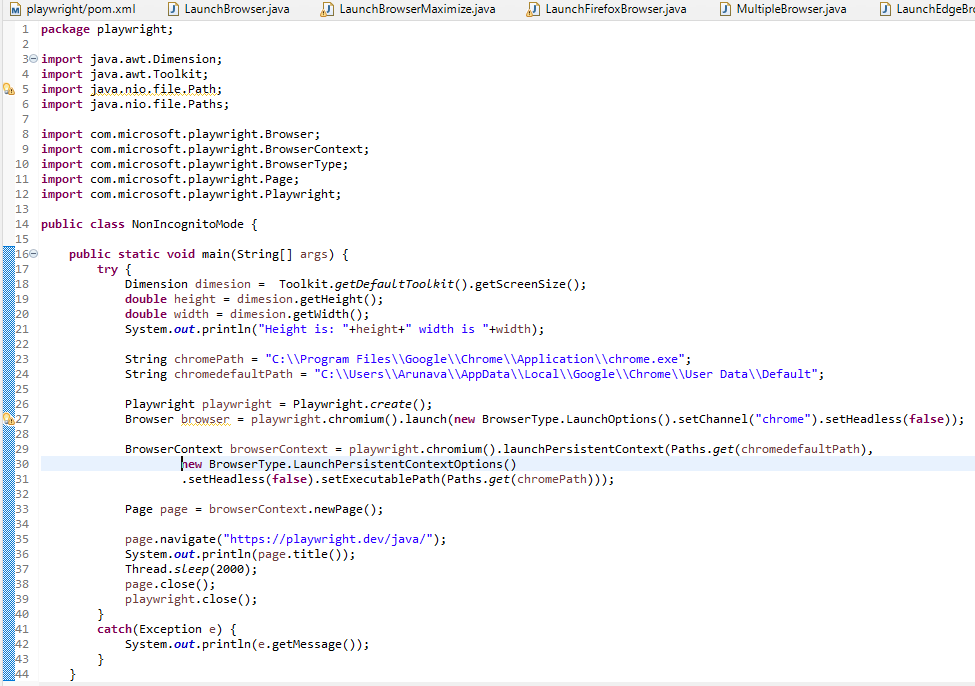 playwright/pom.xml LaunchBrowser.java LaunchBrowserMaximize.java LaunchFirefoxBrowser.java MultipleBrowser.java LaunchEdgeBro
1 package playwright;
2
3 import java.awt.Dimension;
4 import java.awt.Toolkit;
5 import java.nio.file.Path;
6 import java.nio.file.Paths;
7
8 import com.microsoft.playwright.Browser;
9 import com.microsoft.playwright.BrowserContext;
10 import com.microsoft.playwright.BrowserType;
11 import com.microsoft.playwright.Page;
12 import com.microsoft.playwright.Playwright;
13
14 public class NonIncognitoMode {
15
16 public static void main(String[] args) {
17 try {
18 Dimension dimesion =  Toolkit.getDefaultToolkit().getScreenSize();
19 double height = dimesion.getHeight();
20 double width = dimesion.getWidth();
21 System.out.println("Height is: "+height+" width is "+width);
22
23 String chromePath = "C:\\Program Files\\Google\\Chrome\\Application\\chrome.exe";
24 String chromedefaultPath = "C:\\Users\\Arunava\\AppData\\Local\\Google\\Chrome\\User Data\\Default";
25
26 Playwright playwright = Playwright.create();
27 Browser browser = playwright.chromium().launch(new BrowserType.LaunchOptions().setChannel("chrome").setHeadless(false));
28
29 BrowserContext browserContext = playwright.chromium().launchPersistentContext(Paths.get(chromedefaultPath),
30 new BrowserType.LaunchPersistentContextOptions()
31 .setHeadless(false).setExecutablePath(Paths.get(chromePath)));
32
33 Page page = browserContext.newPage();
34
35 page.navigate("https://playwright.dev/java/");
36 System.out.println(page.title());
37 Thread.sleep(2000);
38 page.close();
39 playwright.close();
40 }
41 catch(Exception e) {
42 System.out.println(e.getMessage());
43 }
44 }